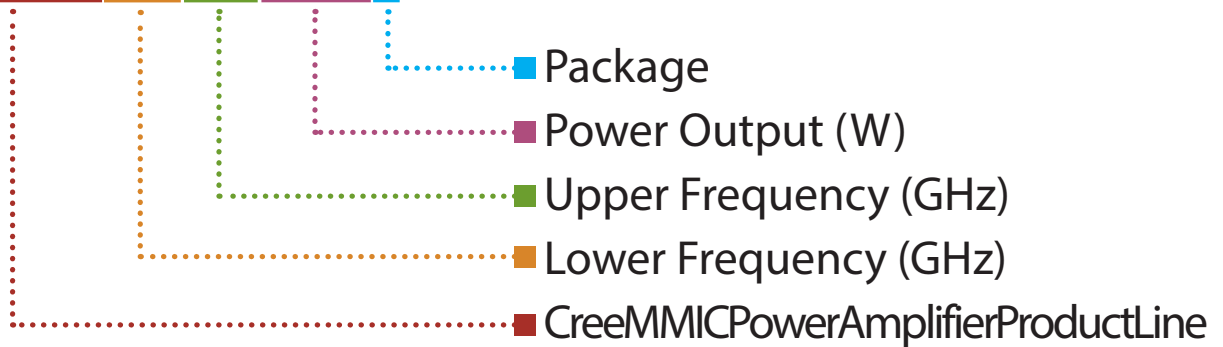 Package
Power Output (W)
Upper Frequency (GHz)
Lower Frequency (GHz)
CreeMMICPowerAmplifierProductLine